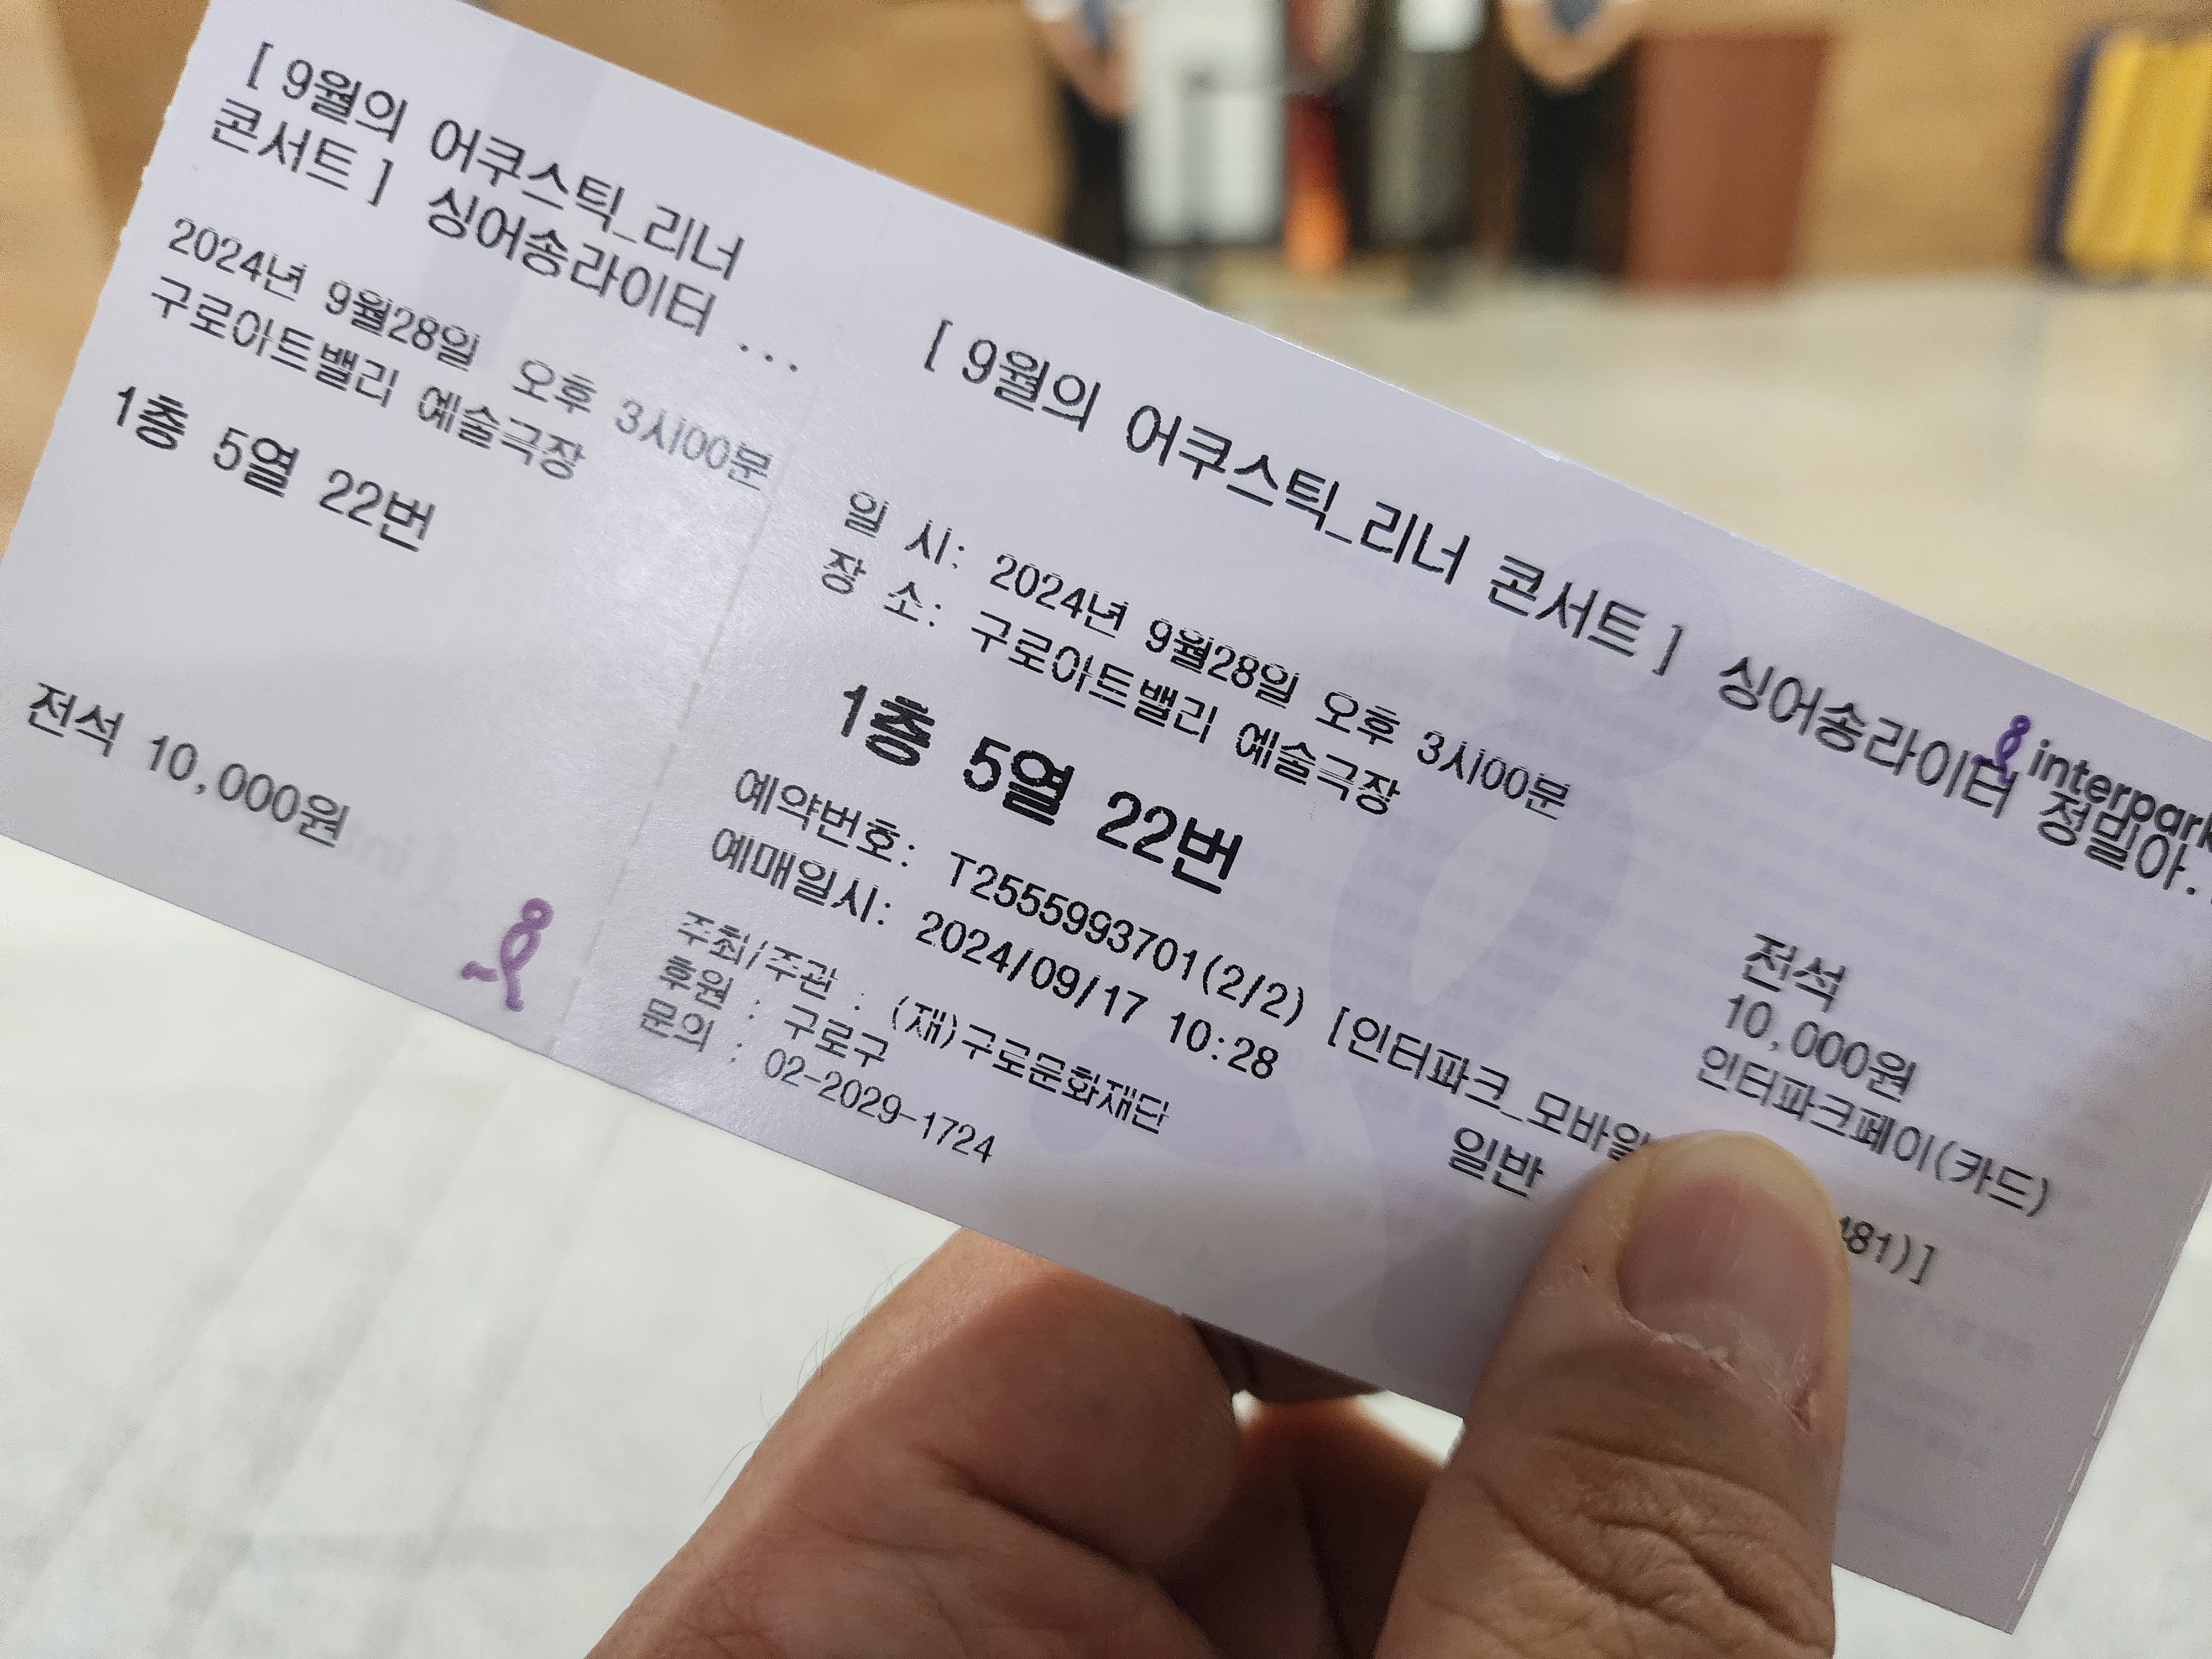 [ 9월의 어쿠스틱_리너
콘서트 ] 싱어송라이터 ...
2024년 9월28일 오후 3시00분
구로아트밸리 예술극장
1층 5열 22번
전석 10,000원
[ 9월의 어쿠스틱_리너 콘서트 ] 싱어송라이터 정밀아.
interpark
일 시: 2024년 9월28일 오후 3시00분
장 소: 구로아트밸리 예술극장
1층 5열 22번
예약번호: T2555993701(2/2) [인터파크_모바일
481)]
예매일시: 2024/09/17 10:28
일반
전석
10,000원
인터파크페이(카드)
주최/주관 : (재)구로문화재단
후원 : 구로구
문의 : 02-2029-1724